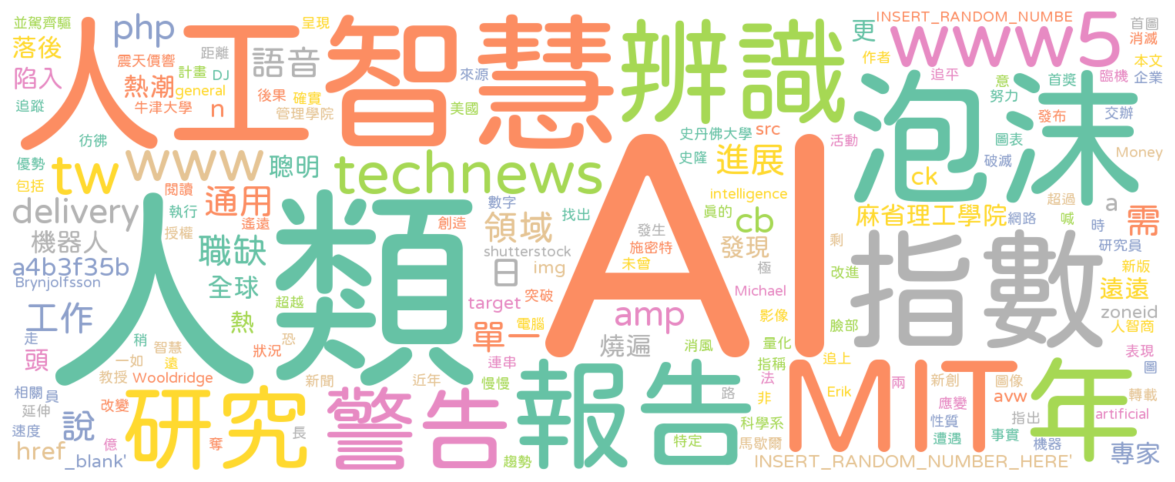 人工智慧
辨識
AI
人類
泡沫
指數
MIT
年
報告
警告
研究
www5
www
technews
tw
php
並駕齊驅
呈現
落後
震天價響
距離
陷入
熱潮
計畫
DJ
語音
general
n
追蹤
牛津大學
後果
確實
管理學院
來源
美國
彷彿
優勢
包括
聰明
閱讀
執行
通用
遙遠
授權
delivery
機器人
職缺
a4b3f35b
Brynjolfsson
全球
超越
熱
創造
數字
領域
找出
shutterstock
日
img
未曾
target
突破
工作
走
稍
智慧
恐
電腦
頭
一如
遠
狀況
單一
連串
教授
Wooldridge
新聞
近年
慢慢
相關
員
延伸
改變
說
速度
億
奪
長
href
_blank'
趨勢
INSERT_RANDOM_NUMBE
更
首圖
消滅
作者
本文
追平
意
首獎
臨機
企業
努力
史丹佛大學
src
活動
發布
交辦
圖表
史隆
進展
破滅
Money
ck
intelligence
cb
真的
麻省理工學院
超過
a
網路
喊
時
需
發現
發生
施密特
極
剩
研究員
改進
新版
遠遠
Michael
影像
臉部
zoneid
人智商
amp
量化
燒遍
消風
指稱
追上
表現
圖
法
非
兩
新創
圖像
轉載
路
Erik
應變
avw
指出
artificial
科學系
性質
特定
馬歇爾
遭遇
事實
機器
專家
INSERT_RANDOM_NUMBER_HERE'